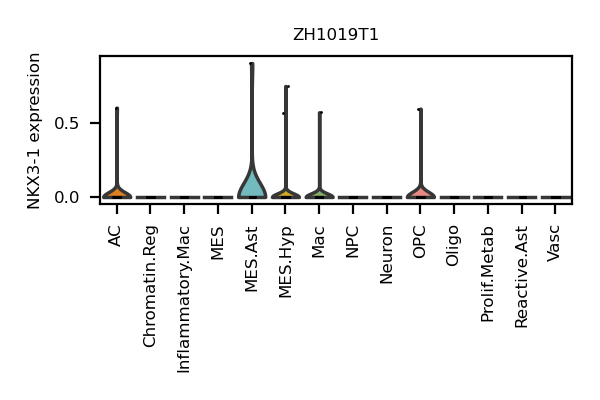 ZH1019T1
NKX3-1 expression
0.5
0.0
AC
Chromatin.Reg
Inflammatory.Mac
MES
MES.Ast
MES.Hyp
Mac
NPC
Neuron
OPC
Oligo
Prolif.Metab
Reactive.Ast
Vasc